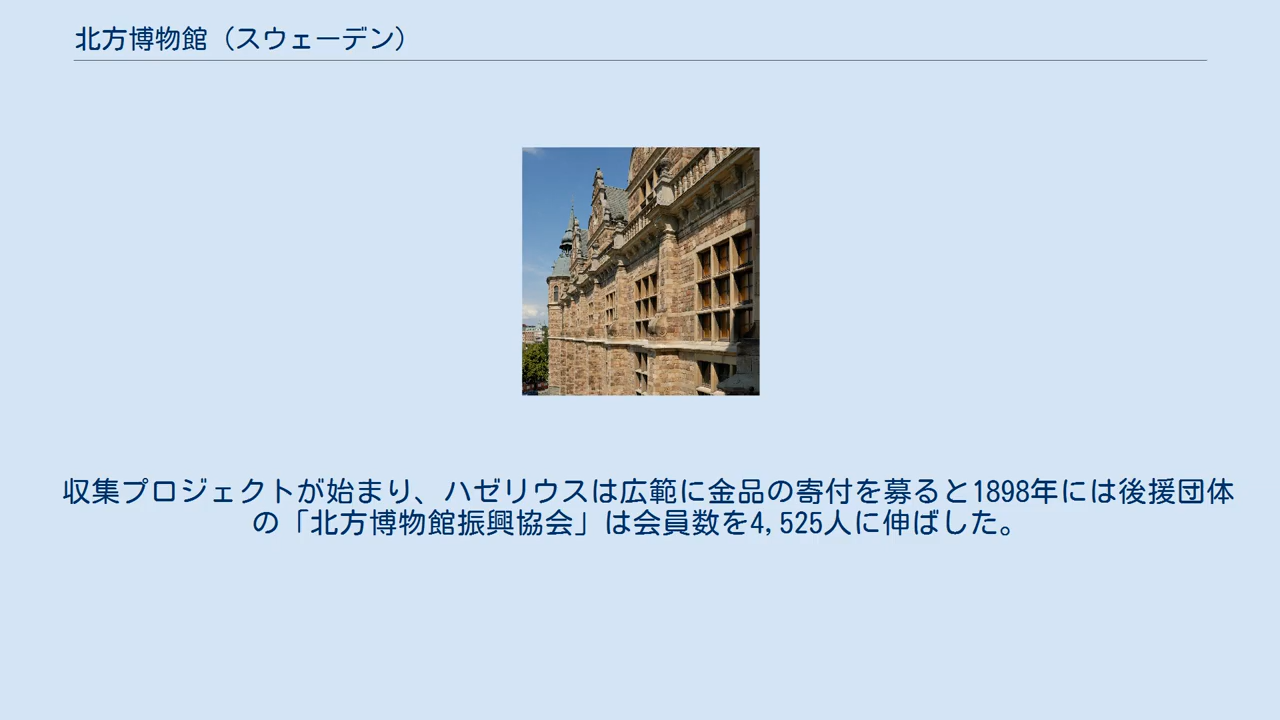 北方博物館（スウェーデン）
収集プロジェクトが始まり、ハゼリウスは広範に金品の寄付を募ると1898年には後援団体
の「北方博物館振興協会」は会員数を4,525人に伸ばした。